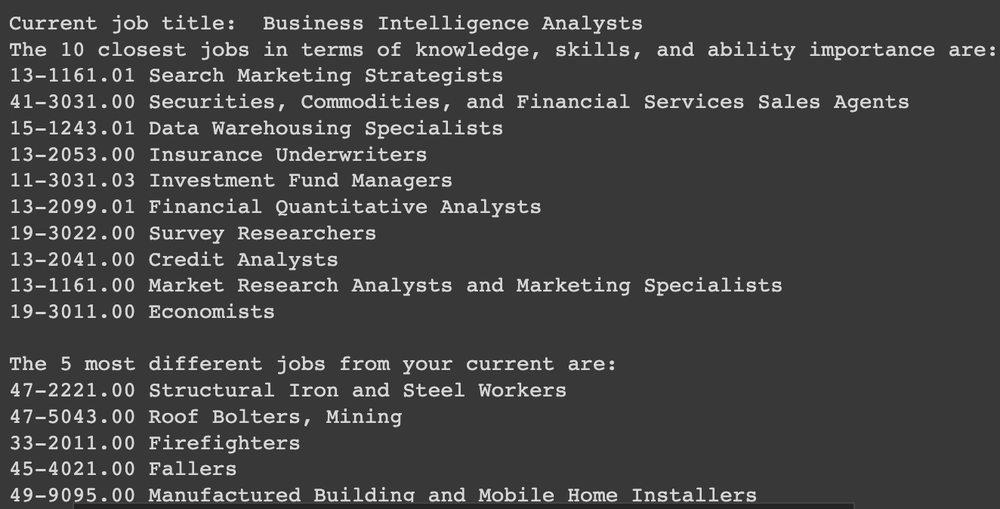 Current job title:  Business Intelligence Analysts
The 10 closest jobs in terms of knowledge, skills, and ability importance are:
13-1161.01 Search Marketing Strategists
41-3031.00 Securities, Commodities, and Financial Services Sales Agents
15-1243.01 Data Warehousing Specialists
13-2053.00 Insurance Underwriters
11-3031.03 Investment Fund Managers
13-2099.01 Financial Quantitative Analysts
19-3022.00 Survey Researchers
13-2041.00 Credit Analysts
13-1161.00 Market Research Analysts and Marketing Specialists
19-3011.00 Economists
The 5 most different jobs from your current are:
47-2221.00 Structural Iron and Steel Workers
47-5043.00 Roof Bolters, Mining
33-2011.00 Firefighters
45-4021.00 Fallers
49-9095.00 Manufactured Building and Mobile Home Installers